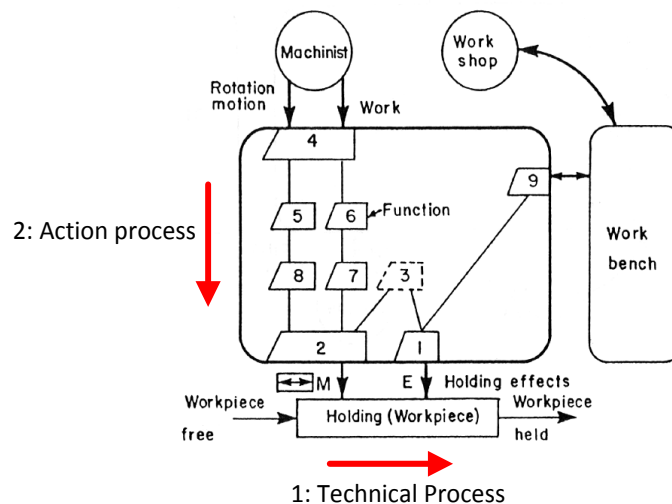 Machinist
Work
shop
Rotation
motion
Work
4
9
5
6
Function
2: Action process
Work
bench
8
7
3
2
1
M
E
Holding effects
Workpiece
free
Holding (Workpiece)
Workpiece
held
1: Technical Process